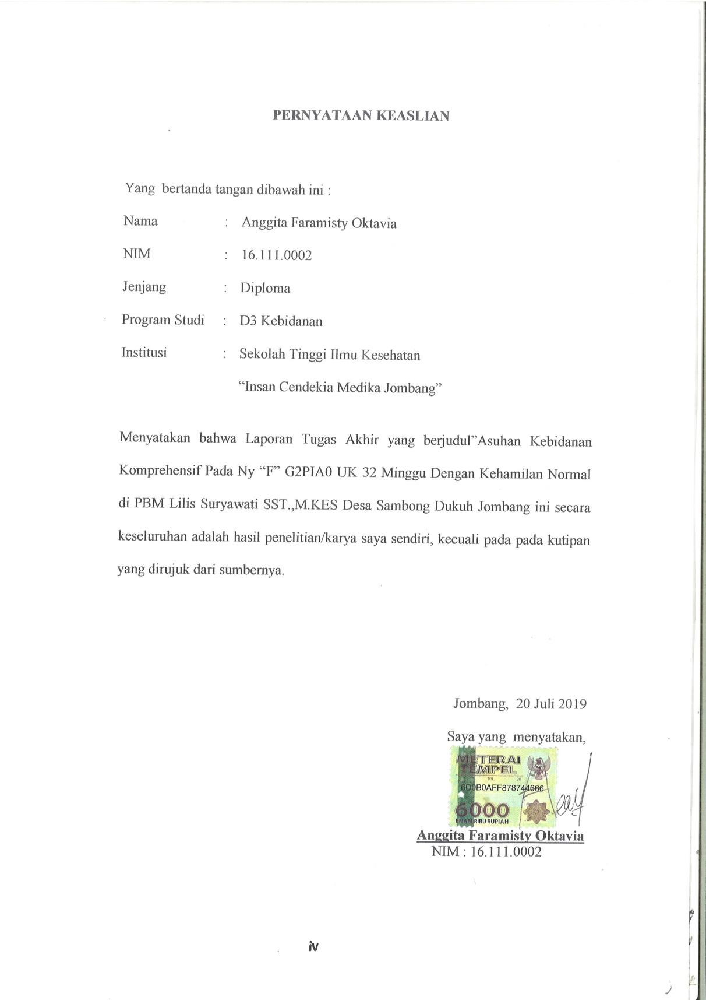 PERNYATAAN KEASLIAN
Yang bertanda tangan dibawah ini :
Nama : Anggita Faramisty Oktavia
NIM : 16.111.0002
Jenjang : Diploma
Program Studi : D3 Kebidanan
Institusi : Sekolah Tinggi Ilmu Kesehatan
“Insan Cendekia Medika Jombang”
Menyatakan bahwa Laporan Tugas Akhir yang berjudul”Asuhan Kebidanan
Komprehensif Pada Ny “F” G2PIA0 UK 32 Minggu Dengan Kehamilan Normal
di PBM Lilis Suryawati SST.,M.KES Desa Sambong Dukuh Jombang ini secara
keseluruhan adalah hasil penelitian/karya saya sendiri, kecuali pada pada kutipan
yang dirujuk dari sumbernya.
Jombang, 20 Juli 2019
Saya yang menyatakan,
METERAI
TEMPEL
TGL 20
6D0B0AFF878744666
6000
ENAM RIBU RUPIAH
Anggita Faramisty Oktavia
NIM : 16.111.0002
iv